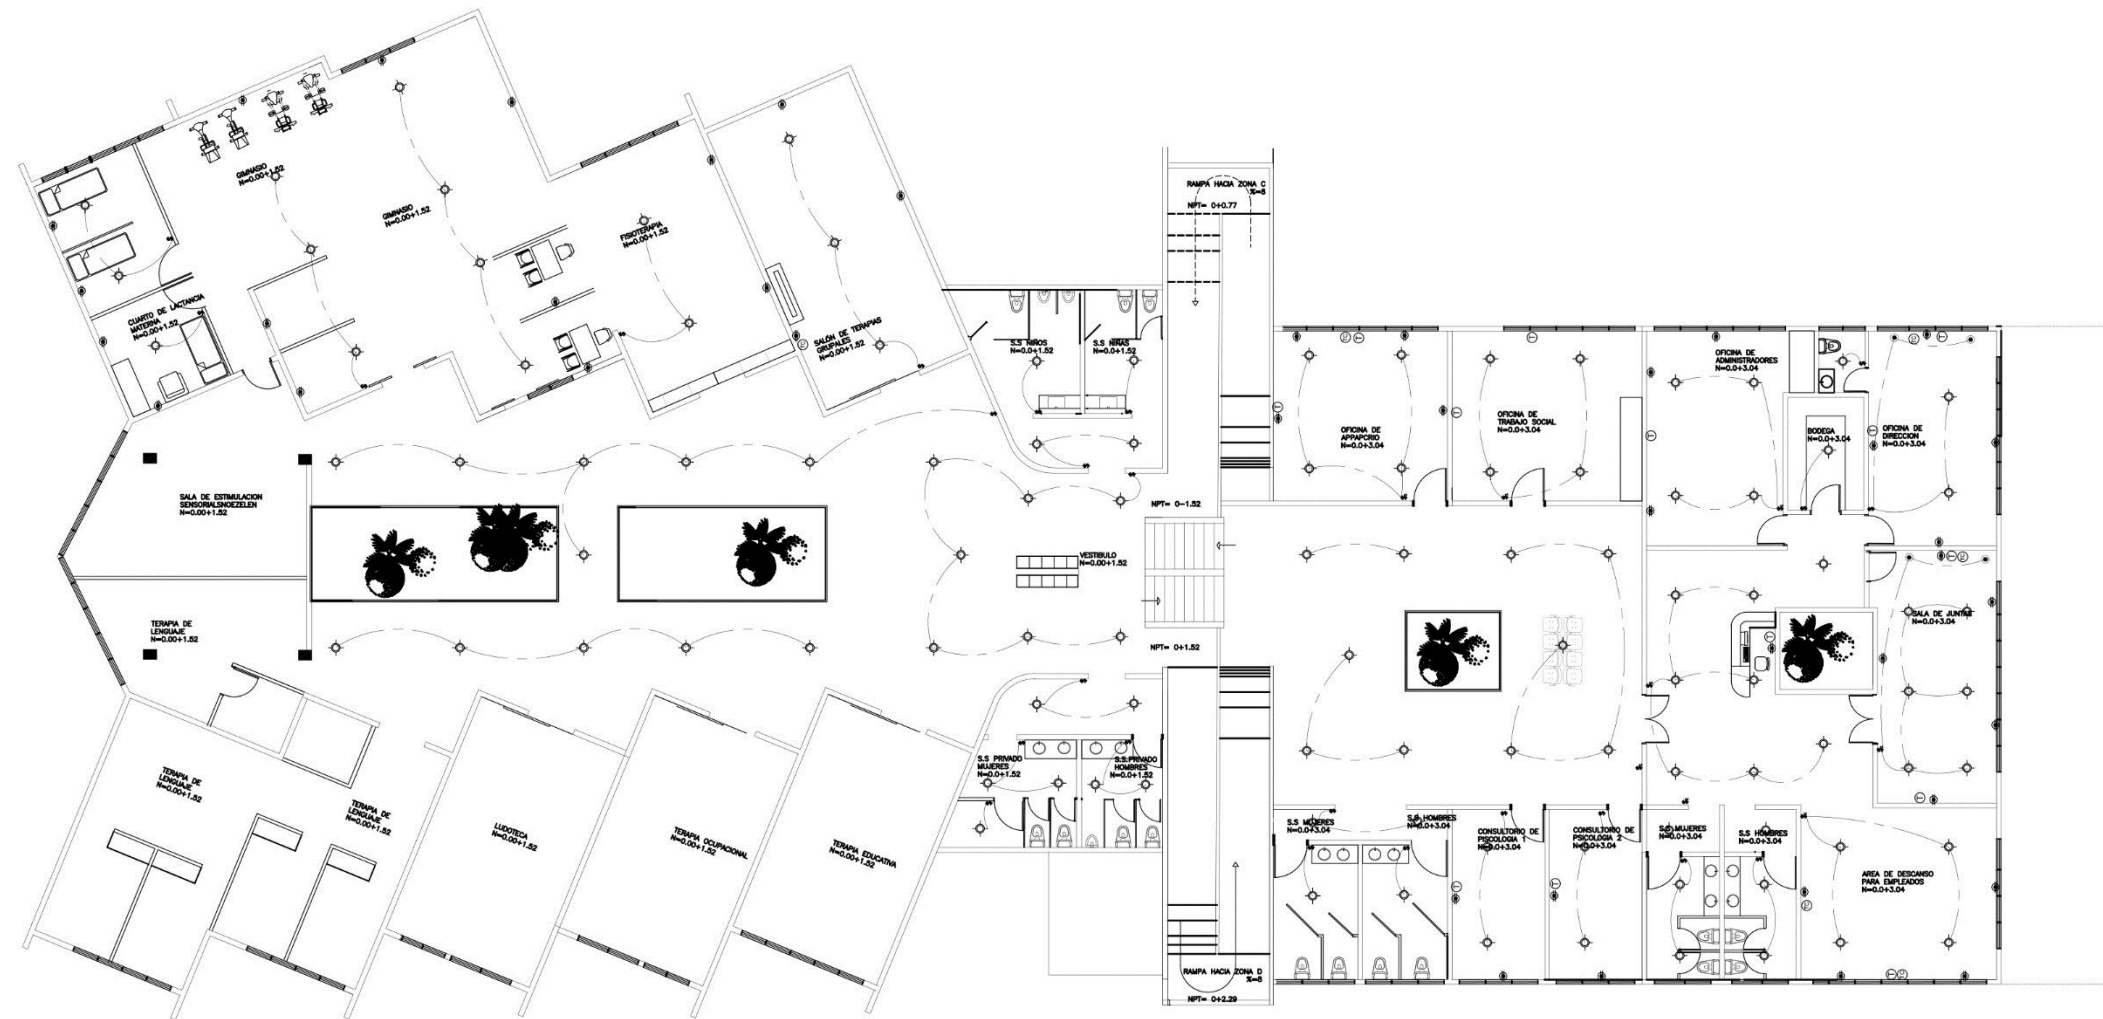 GIMNASIO
N=0.00+1.52
GIMNASIO
N=0.00+1.52
FISIOTERAPIA
N=0.00+1.52
CUARTO DE LACTANCIA
MATERNA
N=0.00+1.52
SALÓN DE TERAPIAS
GRUPALES
N=0.00+1.52
S.S NIÑOS
N=0.0+1.52
S.S NIÑAS
N=0.0+1.52
RAMPA HACIA ZONA C
%=8
NPT= 0+0.77
SALA DE ESTIMULACION
SENSORIALSNOEZELEN
N=0.00+1.52
TERAPIA DE
LENGUAJE
N=0.00+1.52
NPT= 0-1.52
VESTIBULO
N=0.00+1.52
NPT= 0+1.52
TERAPIA DE
LENGUAJE
N=0.00+1.52
TERAPIA DE
LENGUAJE
N=0.00+1.52
LUDOTECA
N=0.00+1.52
TERAPIA OCUPACIONAL
N=0.00+1.52
TERAPIA EDUCATIVA
N=0.00+1.52
S.S PRIVADO
MUJERES
N=0.0+1.52
S.S.PRIVADO
HOMBRES
N=0.0+1.52
RAMPA HACIA ZONA D
%=8
NPT= 0+2.29
OFICINA DE
APPAPCRIO
N=0.0+3.04
OFICINA DE
TRABAJO SOCIAL
N=0.0+3.04
OFICINA DE
ADMINISTRADORES
N=0.0+3.04
BODEGA
N=0.0+3.04
OFICINA DE
DIRECCION
N=0.0+3.04
SALA DE JUNTAS
N=0.0+3.04
S.S MUJERES
N=0.0+3.04
S.S HOMBRES
N=0.0+3.04
CONSULTORIO DE
PISCOLOGIA 1
N=0.0+3.04
CONSULTORIO DE
PSICOLOGIA 2
N=0.0+3.04
S.S MUJERES
N=0.0+3.04
S.S HOMBRES
N=0.0+3.04
AREA DE DESCANSO
PARA EMPLEADOS
N=0.0+3.04